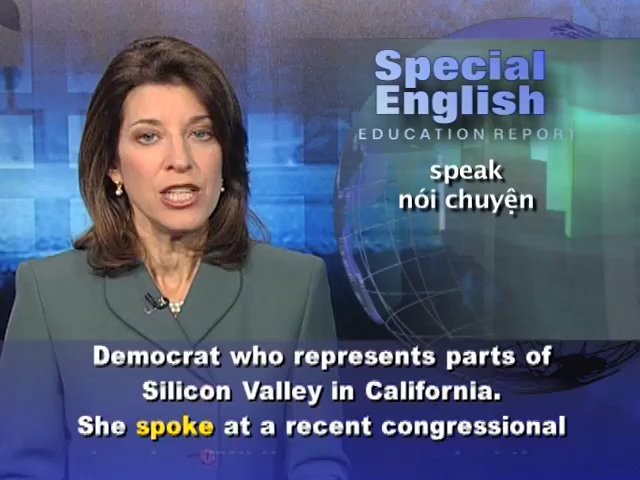 Special
English
EDUCATION REPORT
speak
nói chuyện
Democrat who represents parts of
Silicon Valley in California.
She spoke at a recent congressional